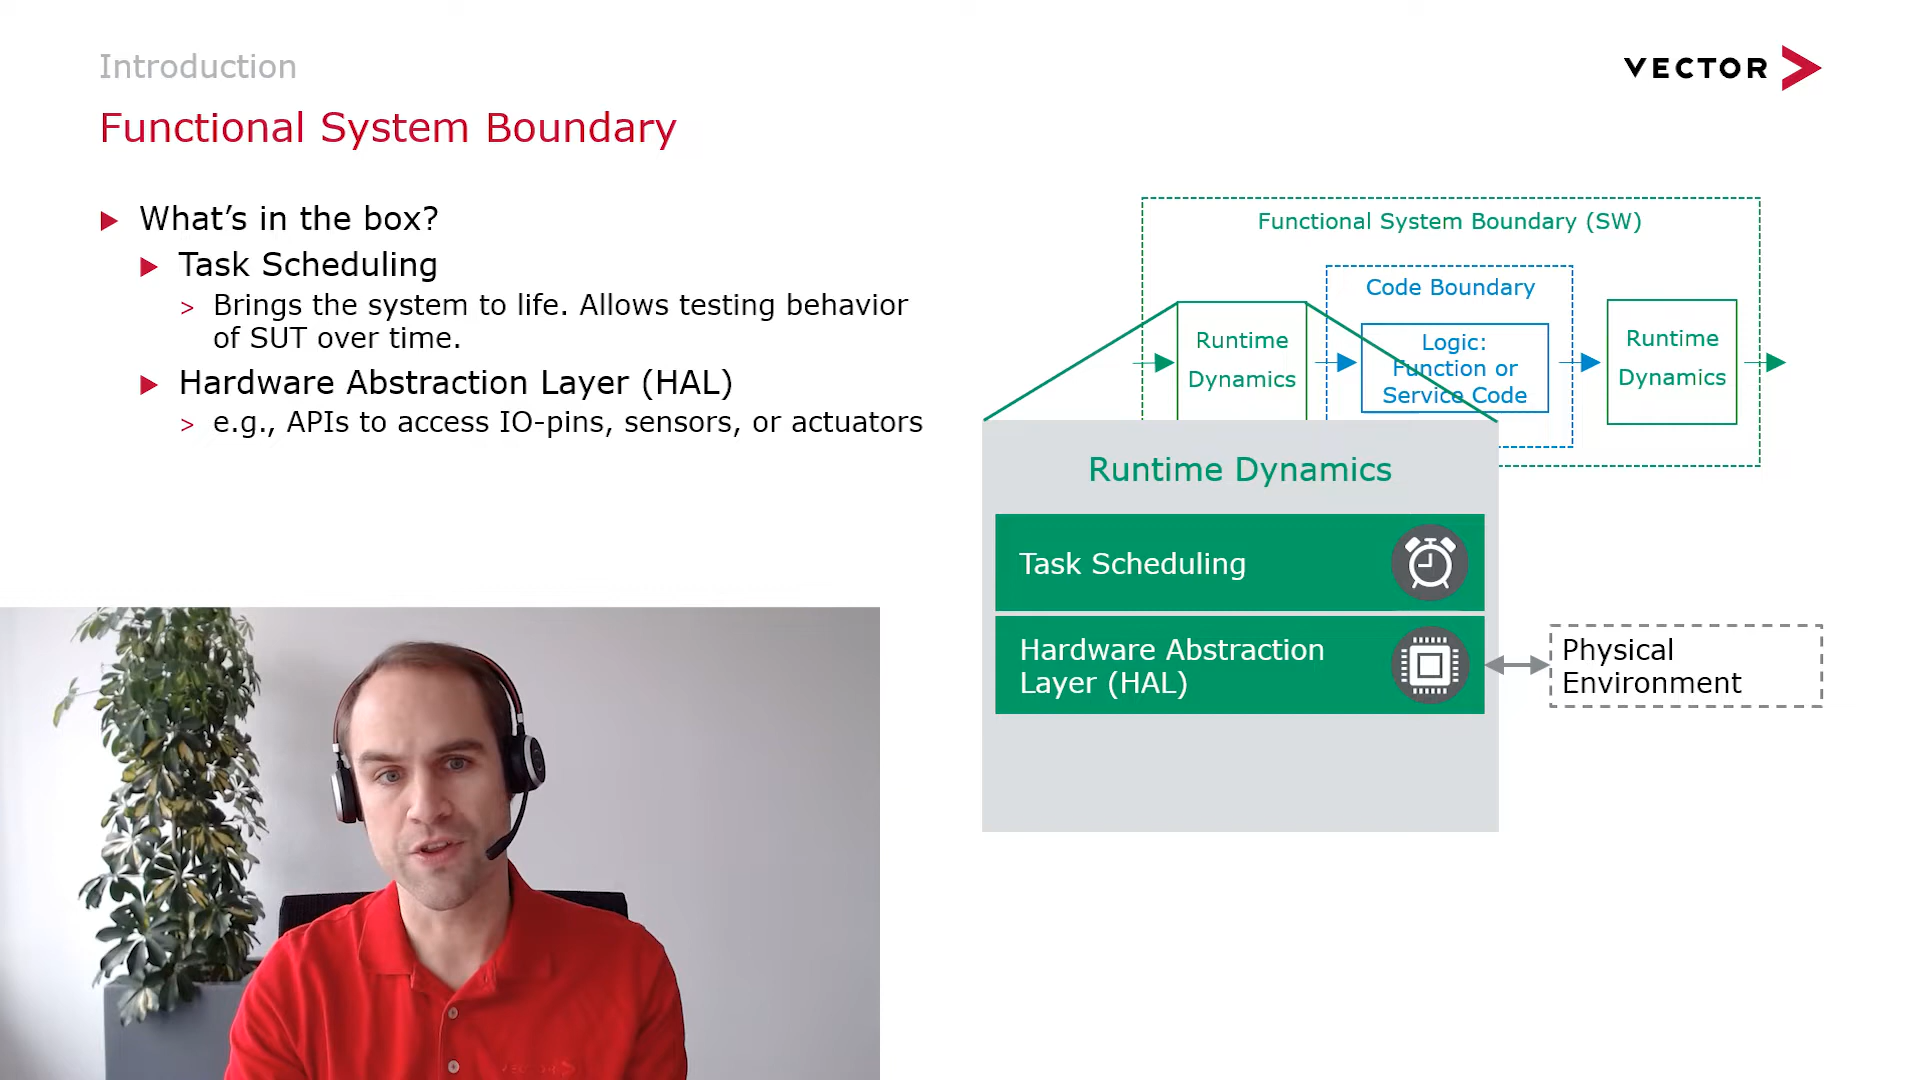 Introduction
VECTOR
Functional System Boundary
What's in the box?
Task Scheduling
> Brings the system to life. Allows testing behavior
of SUT over time.
Hardware Abstraction Layer (HAL)
> e.g., APIs to access IO-pins, sensors, or actuators
Functional System Boundary (SW)
Code Boundary
Runtime
Dynamics
Logic:
Function or
Service Code
Runtime
Dynamics
Runtime Dynamics
Task Scheduling
Hardware Abstraction
Layer (HAL)
Physical
Environment
VECTOR